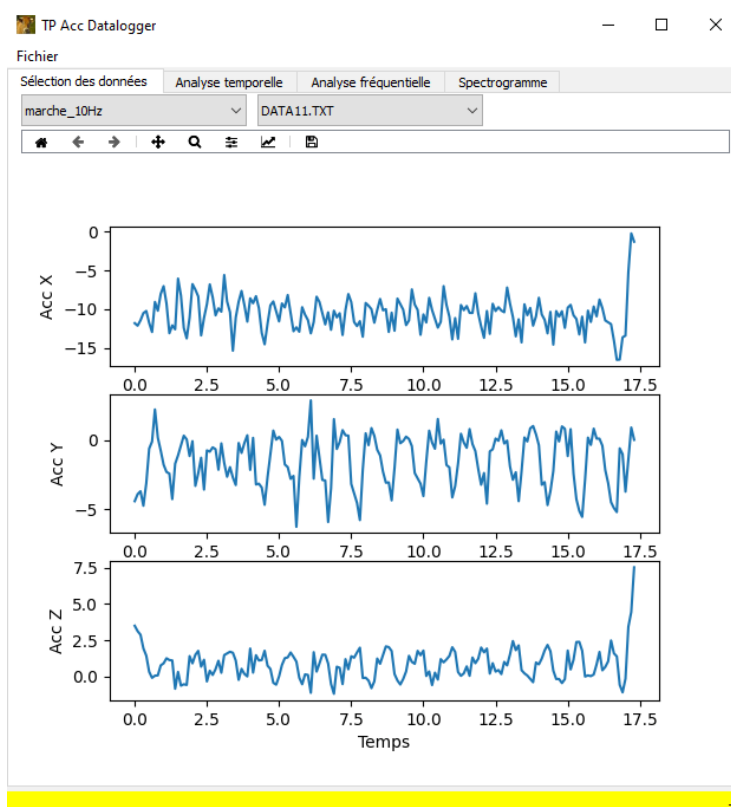 TP Acc Datalogger
Fichier
Sélection des données Analyse temporelle Analyse fréquentielle Spectrogramme
marche_10Hz DATA11.TXT
0
−5
−10
−15
Acc X
0.0 2.5 5.0 7.5 10.0 12.5 15.0 17.5
0
−5
Acc Y
0.0 2.5 5.0 7.5 10.0 12.5 15.0 17.5
7.5
5.0
2.5
0.0
Acc Z
0.0 2.5 5.0 7.5 10.0 12.5 15.0 17.5
Temps